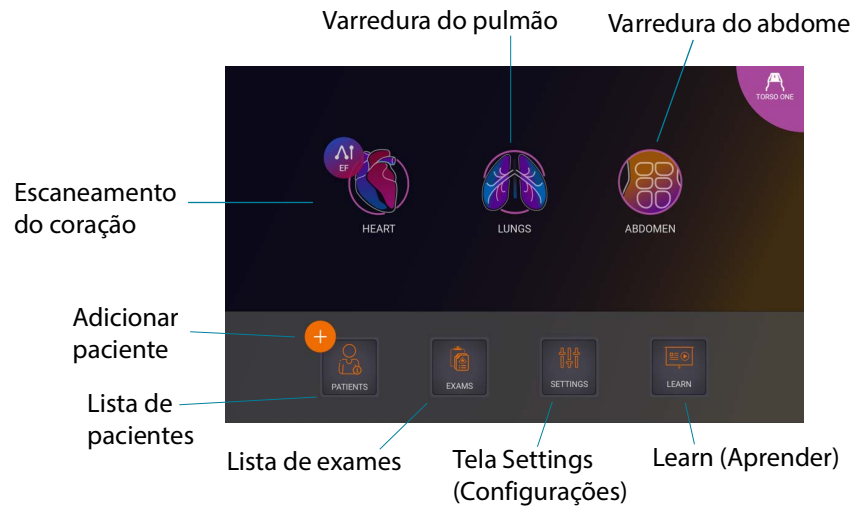 Varredura do pulmão
Varredura do abdome
TORSO ONE
AI
EF
Escaneamento
do coração
HEART
LUNGS
ABDOMEN
Adicionar
paciente
+
PATIENTS
EXAMS
SETTINGS
LEARN
Lista de
pacientes
Lista de exames
Tela Settings
(Configurações)
Learn (Aprender)